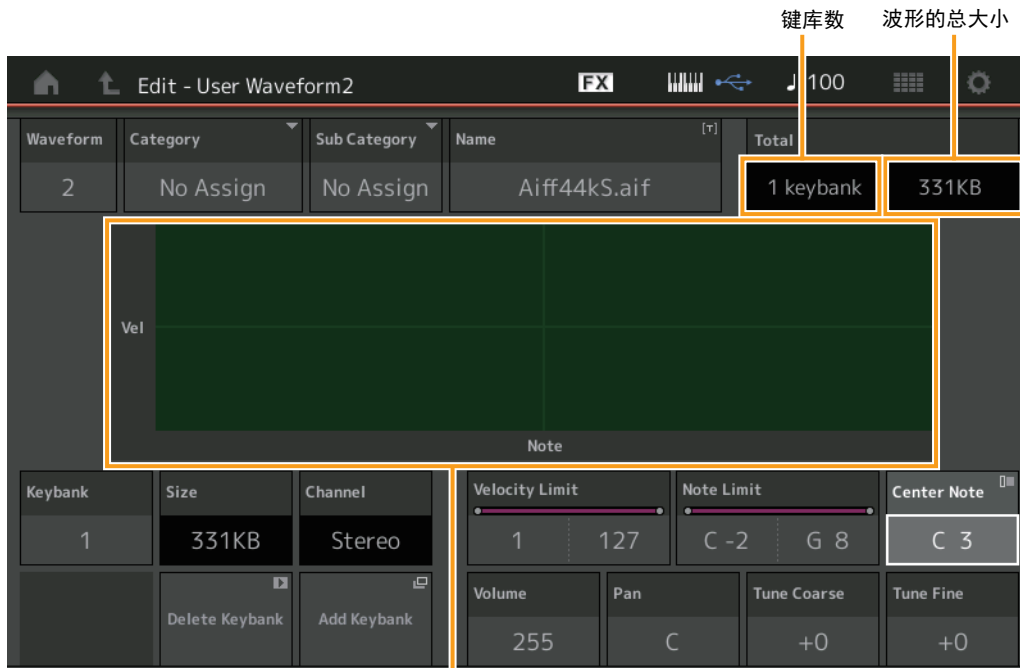 键库数 波形的总大小
Edit - User Waveform2 FX 100
Waveform Category Sub Category Name [T] Total
2 No Assign No Assign Aiff44kS.aif 1 keybank 331KB
Vel
Note
Keybank Size Channel Velocity Limit Note Limit Center Note
1 331KB Stereo 1 127 C -2 G 8 C 3
Delete Keybank Add Keybank Volume Pan Tune Coarse Tune Fine
255 C +0 +0